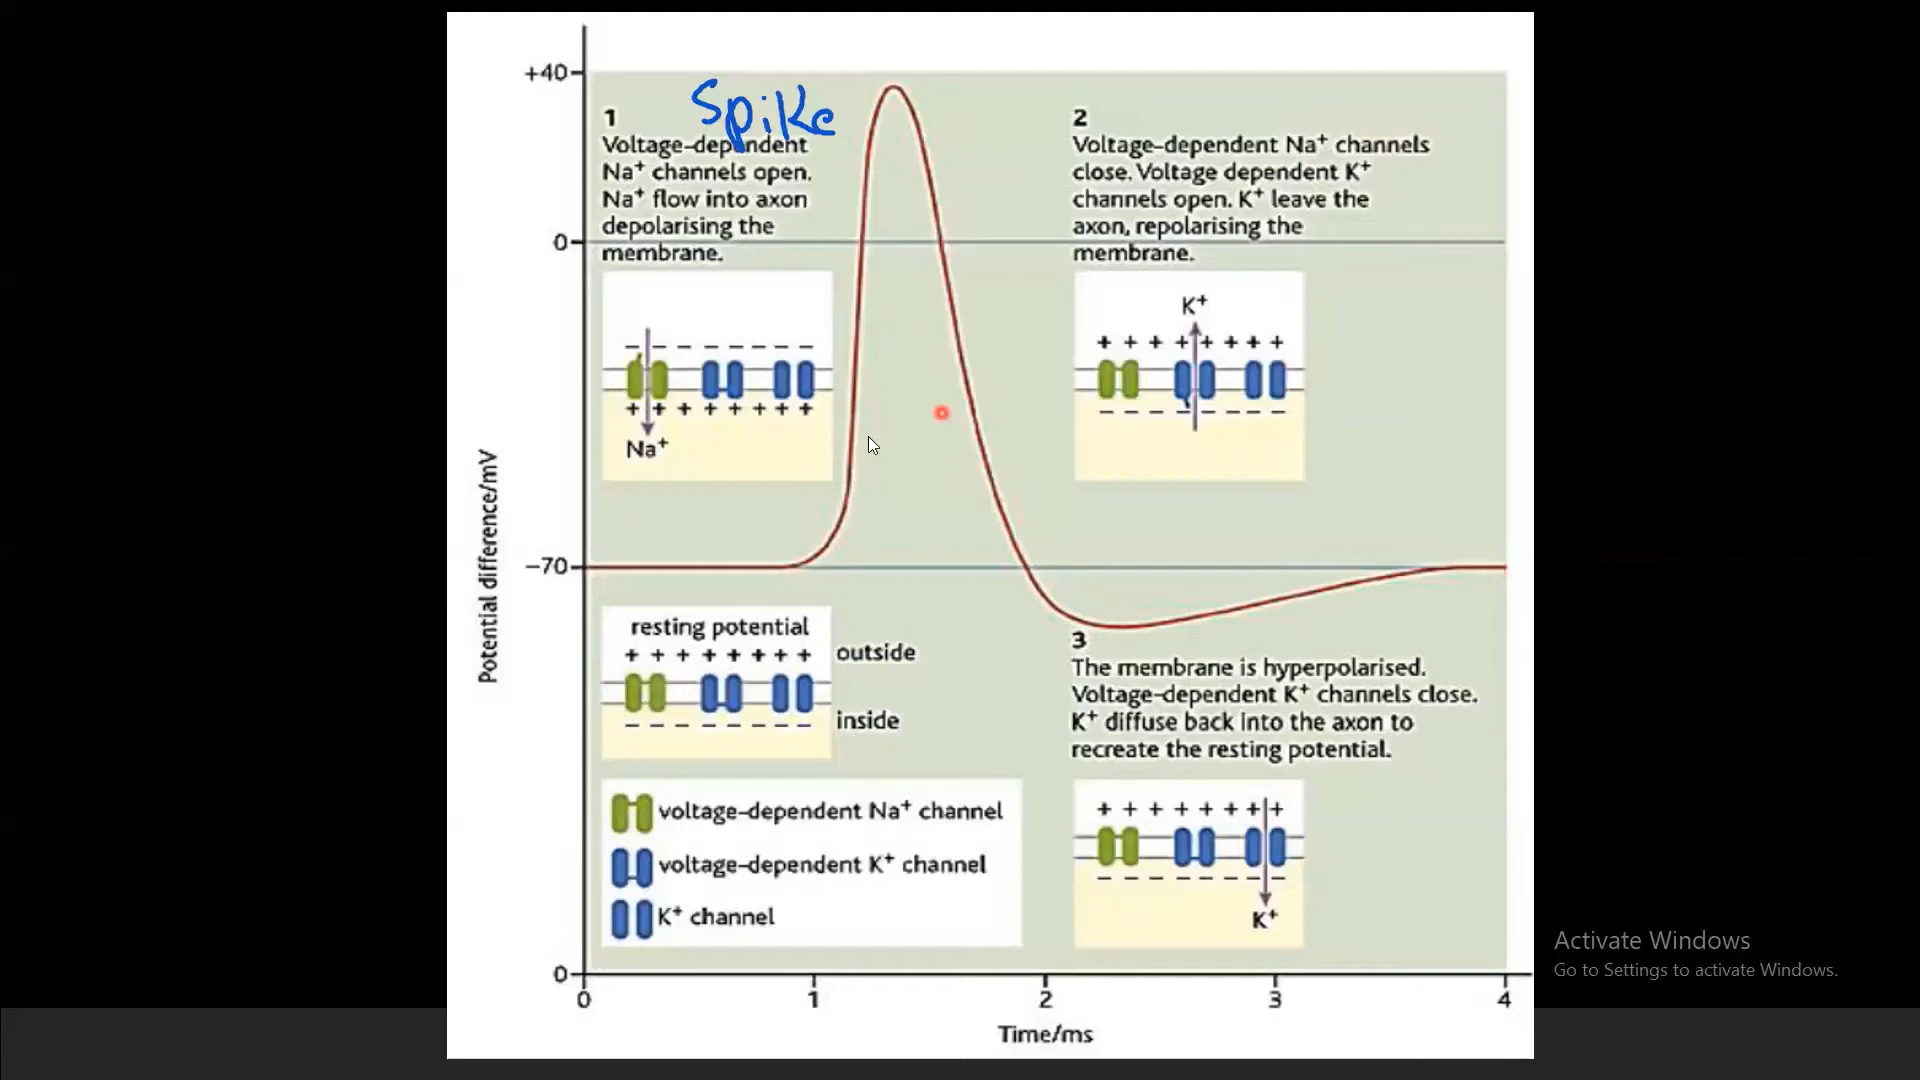 +40
Spike
1
Voltage-dependent
Na⁺ channels open.
Na⁺ flow into axon
depolarising the
membrane.
2
Voltage-dependent Na⁺ channels
close. Voltage dependent K⁺
channels open. K⁺ leave the
axon, repolarising the
membrane.
0
− − − − − − − −
+ + + + + + + +
Na⁺
K⁺
+ + + + + + + +
− − − − − − − −
Potential difference/mV
−70
resting potential
+ + + + + + + +
outside
inside
− − − − − − − −
3
The membrane is hyperpolarised.
Voltage-dependent K⁺ channels close.
K⁺ diffuse back into the axon to
recreate the resting potential.
voltage-dependent Na⁺ channel
voltage-dependent K⁺ channel
K⁺ channel
+ + + + + + + +
− − − − − − − −
K⁺
0
0 1 2 3 4
Time/ms
Activate Windows
Go to Settings to activate Windows.